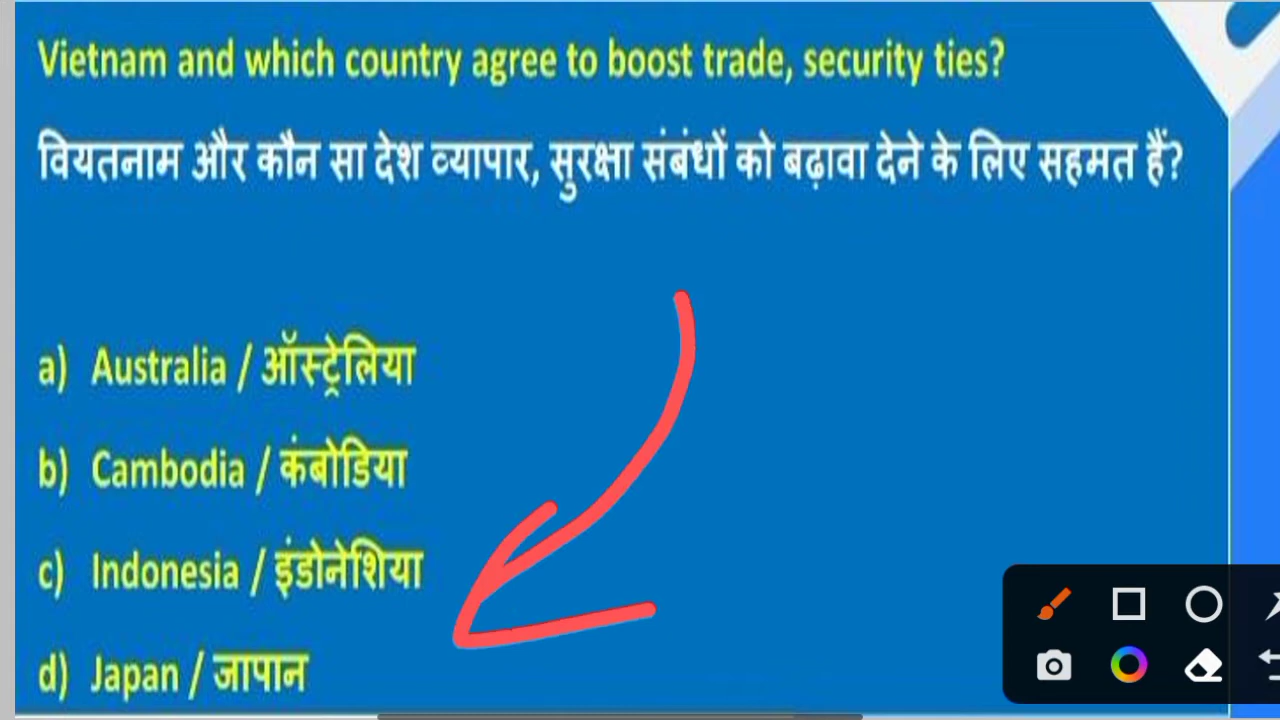 Vietnam and which country agree to boost trade, security ties?
वियतनाम और कौन सा देश व्यापार, सुरक्षा संबंधों को बढ़ावा देने के लिए सहमत हैं?
a) Australia / ऑस्ट्रेलिया
b) Cambodia / कंबोडिया
c) Indonesia / इंडोनेशिया
d) Japan / जापान